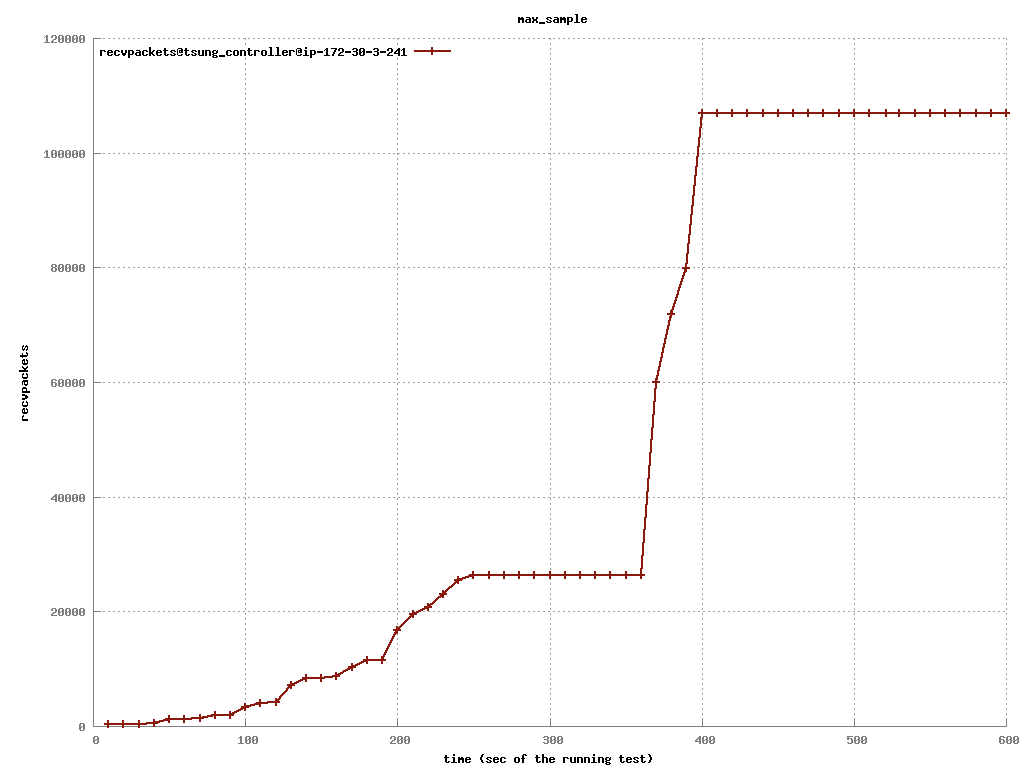 max_sample
recvpackets@tsung_controller@ip-172-30-3-241
120000
100000
80000
60000
40000
20000
0
recvpackets
0 100 200 300 400 500 600
time (sec of the running test)